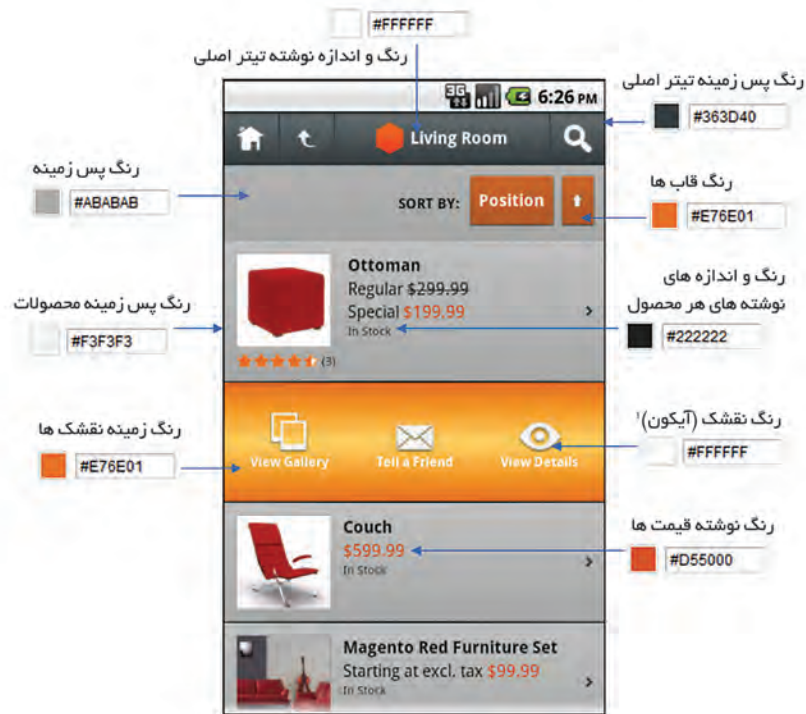 #FFFFFF
رنگ و اندازه نوشته تیتر اصلی
رنگ پس زمینه تیتر اصلی
#363D40
3G
6:26 PM
Living Room
رنگ پس زمینه
#ABABAB
SORT BY:
Position
رنگ قاب ها
#E76E01
Ottoman
Regular $299.99
Special $199.99
In Stock
(3)
رنگ و اندازه های
نوشته های هر محصول
#222222
رنگ پس زمینه محصولات
#F3F3F3
رنگ نقشک (آیکون)¹
#FFFFFF
رنگ زمینه نقشک ها
#E76E01
View Gallery
Tell a Friend
View Details
Couch
$599.99
In Stock
رنگ نوشته قیمت ها
#D55000
Magento Red Furniture Set
Starting at excl. tax $99.99
In Stock